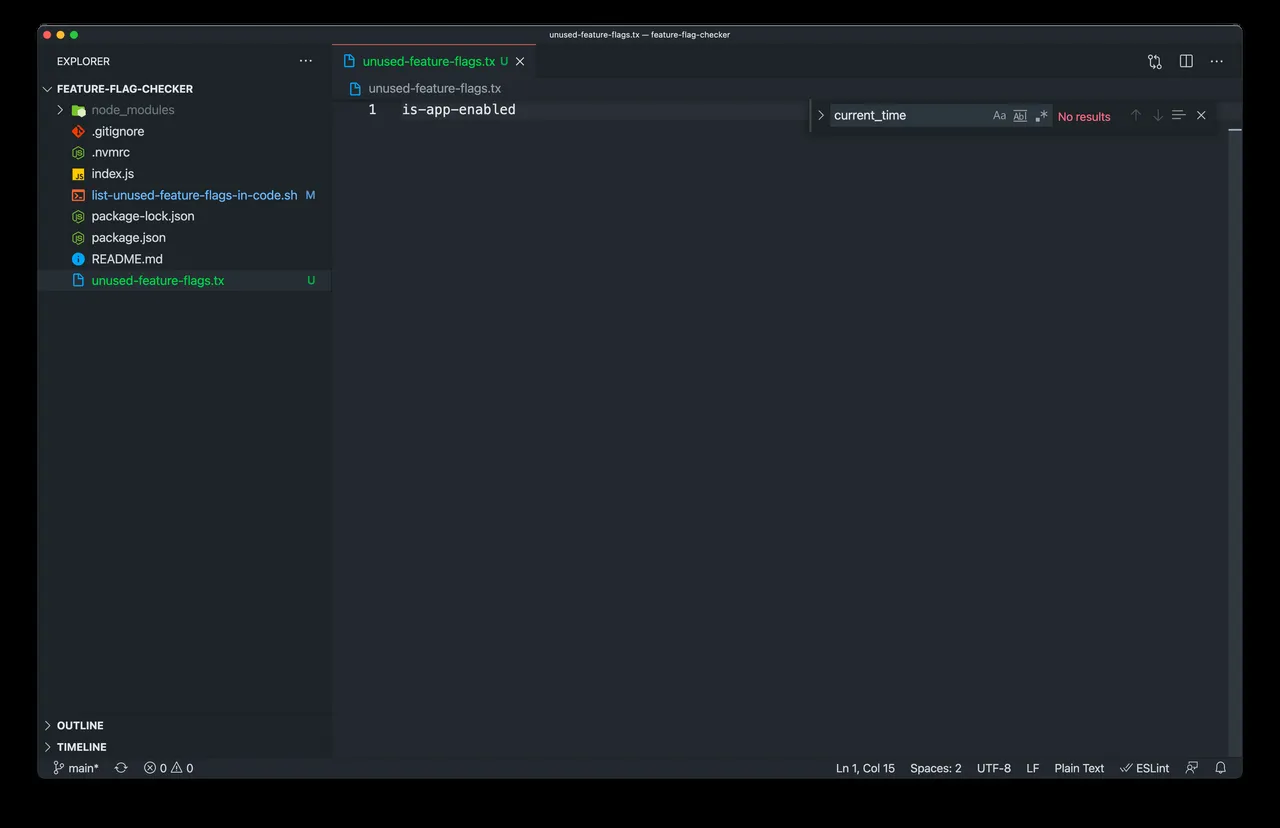 unused-feature-flags.tx — feature-flag-checker
EXPLORER
FEATURE-FLAG-CHECKER
node_modules
.gitignore
.nvmrc
JS index.js
list-unused-feature-flags-in-code.sh M
package-lock.json
package.json
README.md
unused-feature-flags.tx U
OUTLINE
TIMELINE
unused-feature-flags.tx U
unused-feature-flags.tx
1 is-app-enabled
current_time Aa Abl .* No results
main* 0 0
Ln 1, Col 15 Spaces: 2 UTF-8 LF Plain Text ESLint